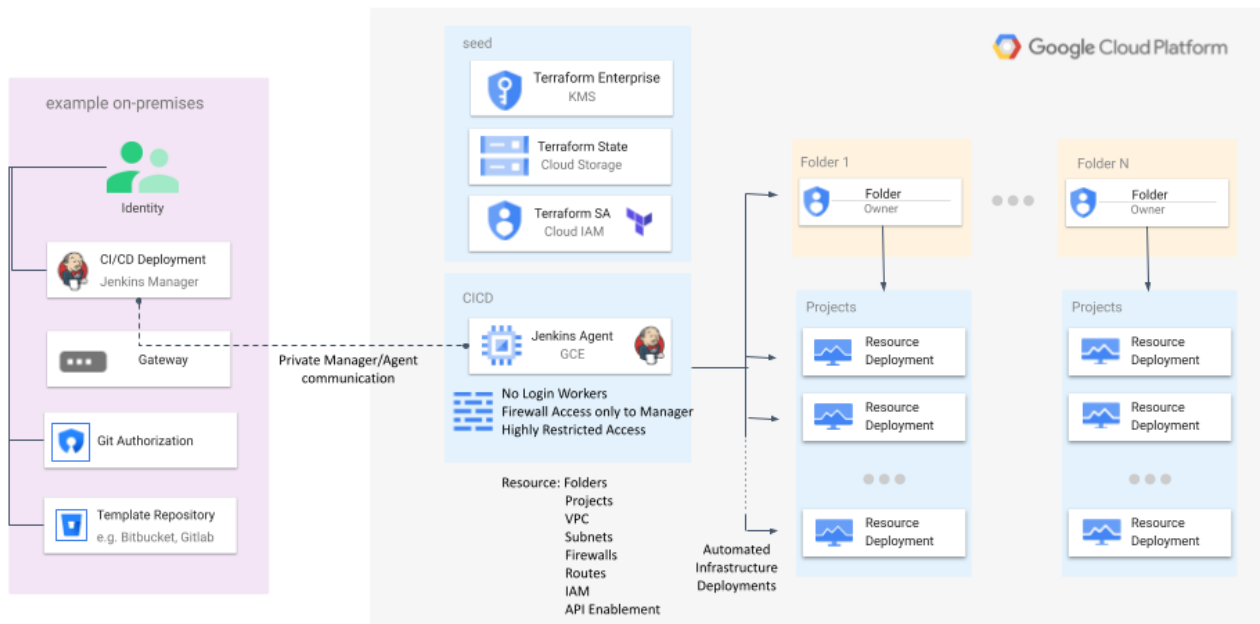 Google Cloud Platform
seed
Terraform Enterprise
KMS
Terraform State
Cloud Storage
Terraform SA
Cloud IAM
example on-premises
Identity
CI/CD Deployment
Jenkins Manager
Gateway
Git Authorization
Template Repository
e.g. Bitbucket, Gitlab
Private Manager/Agent
communication
CICD
Jenkins Agent
GCE
No Login Workers
Firewall Access only to Manager
Highly Restricted Access
Resource: Folders
Projects
VPC
Subnets
Firewalls
Routes
IAM
API Enablement
Automated
Infrastructure
Deployments
Folder 1
Folder
Owner
Projects
Resource
Deployment
Resource
Deployment
Resource
Deployment
Folder N
Folder
Owner
Projects
Resource
Deployment
Resource
Deployment
Resource
Deployment